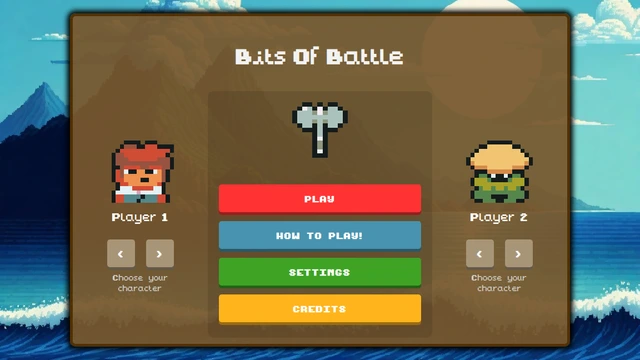 Bits Of Battle
Player 1
‹ ›
Choose your
character
PLAY
HOW TO PLAY!
SETTINGS
CREDITS
Player 2
‹ ›
Choose your
character